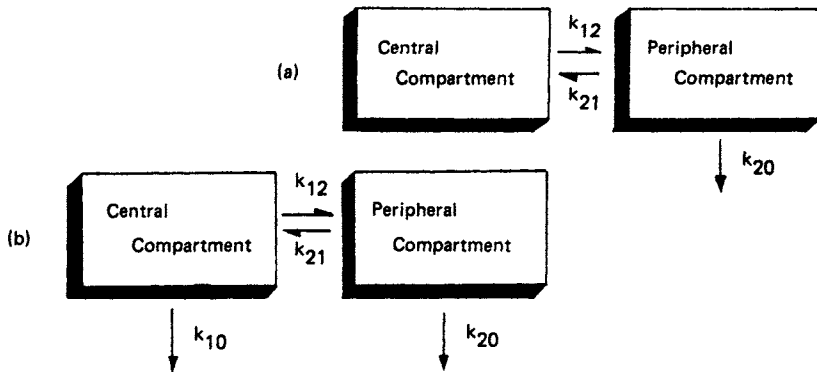 k12
Central
Compartment
Peripheral
Compartment
(a)
k21
k20
k12
Central
Compartment
Peripheral
Compartment
(b)
k21
k10
k20